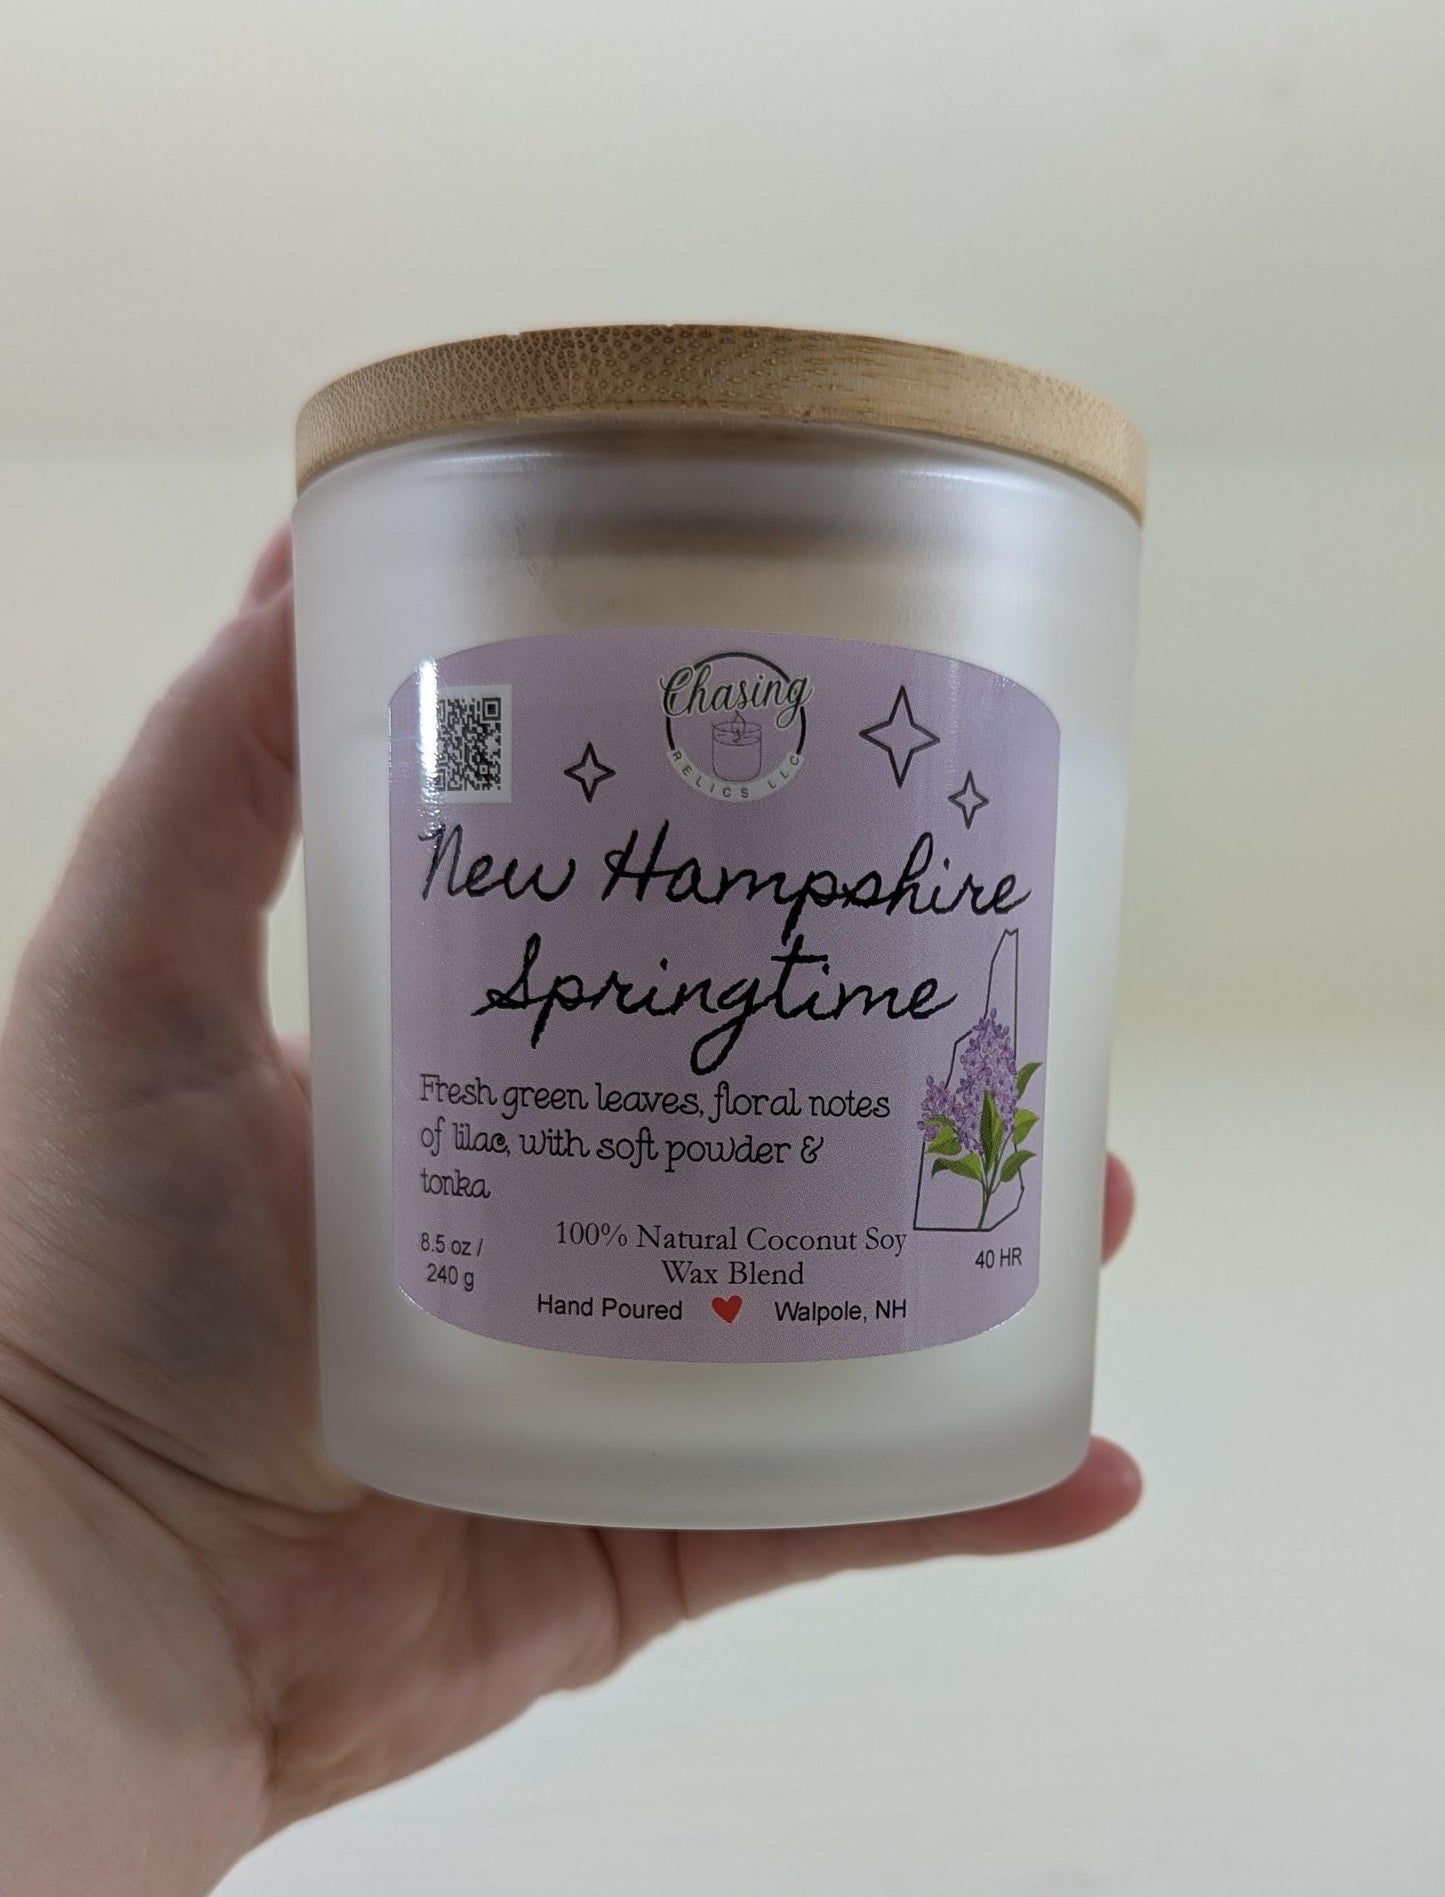 Chasing
RELICS LLC
New Hampshire
Springtime
Fresh green leaves, floral notes
of lilac, with soft powder &
tonka
8.5 oz /
240 g
100% Natural Coconut Soy
Wax Blend
40 HR
Hand Poured
Walpole, NH